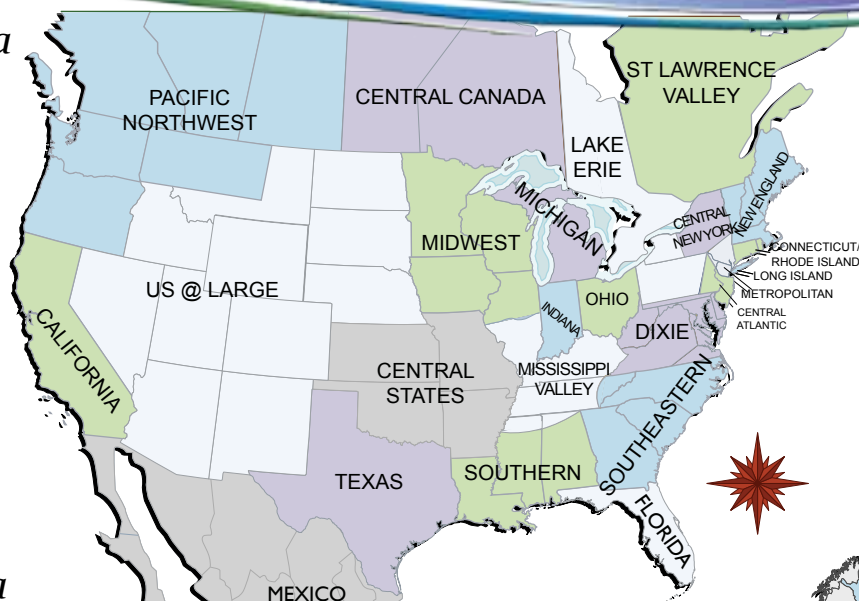 a
PACIFIC
NORTHWEST
CENTRAL CANADA
ST LAWRENCE
VALLEY
LAKE
ERIE
MICHIGAN
CENTRAL
NEW YORK
NEW ENGLAND
MIDWEST
CONNECTICUT/
RHODE ISLAND
LONG ISLAND
METROPOLITAN
CENTRAL
ATLANTIC
US @ LARGE
OHIO
INDIANA
DIXIE
CALIFORNIA
CENTRAL
STATES
MISSISSIPPI
VALLEY
SOUTHEASTERN
TEXAS
SOUTHERN
FLORIDA
a
MEXICO